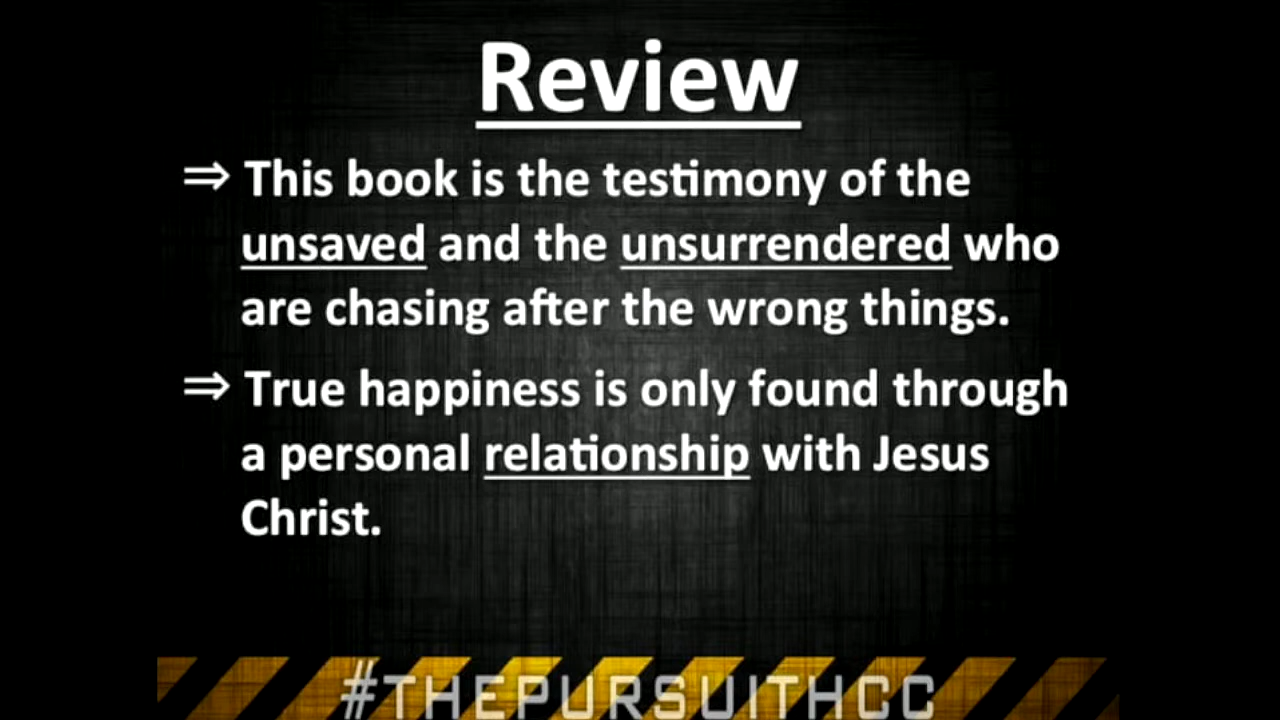 Review
⇒ This book is the testimony of the
unsaved and the unsurrendered who
are chasing after the wrong things.
⇒ True happiness is only found through
a personal relationship with Jesus
Christ.
#THEPURSUITHCC